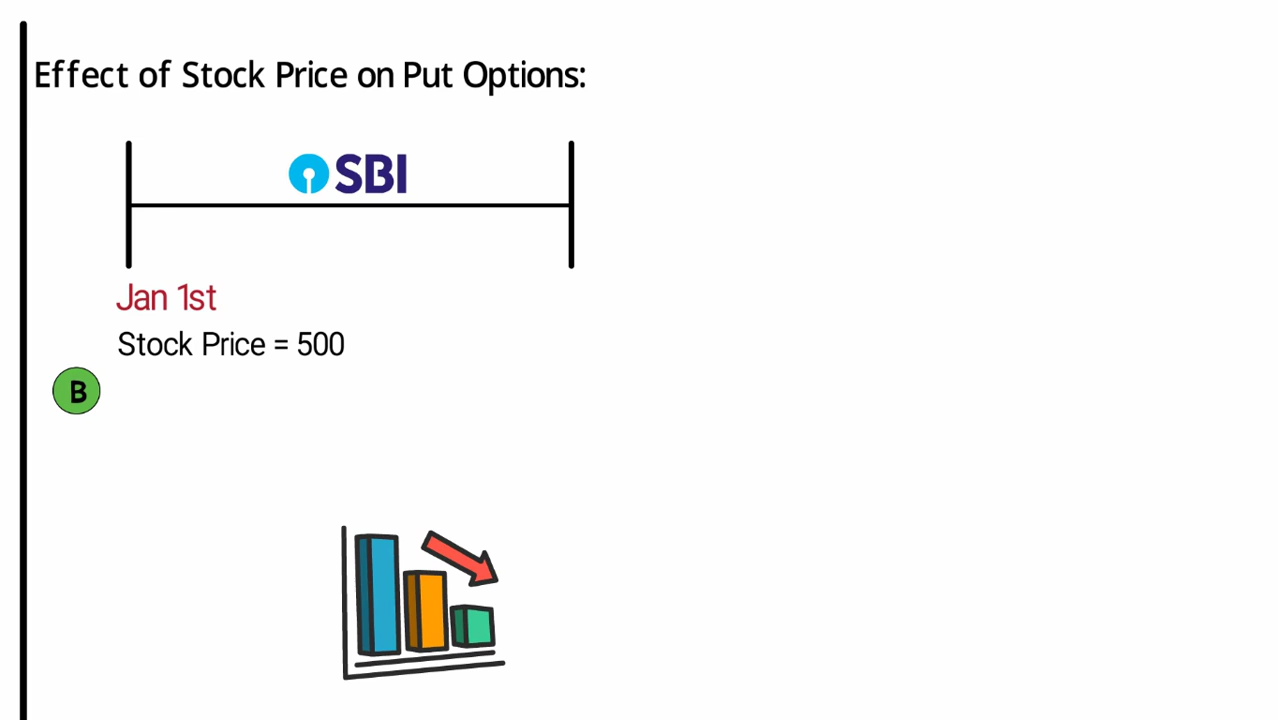 Effect of Stock Price on Put Options:
SBI
Jan 1st
Stock Price = 500
B